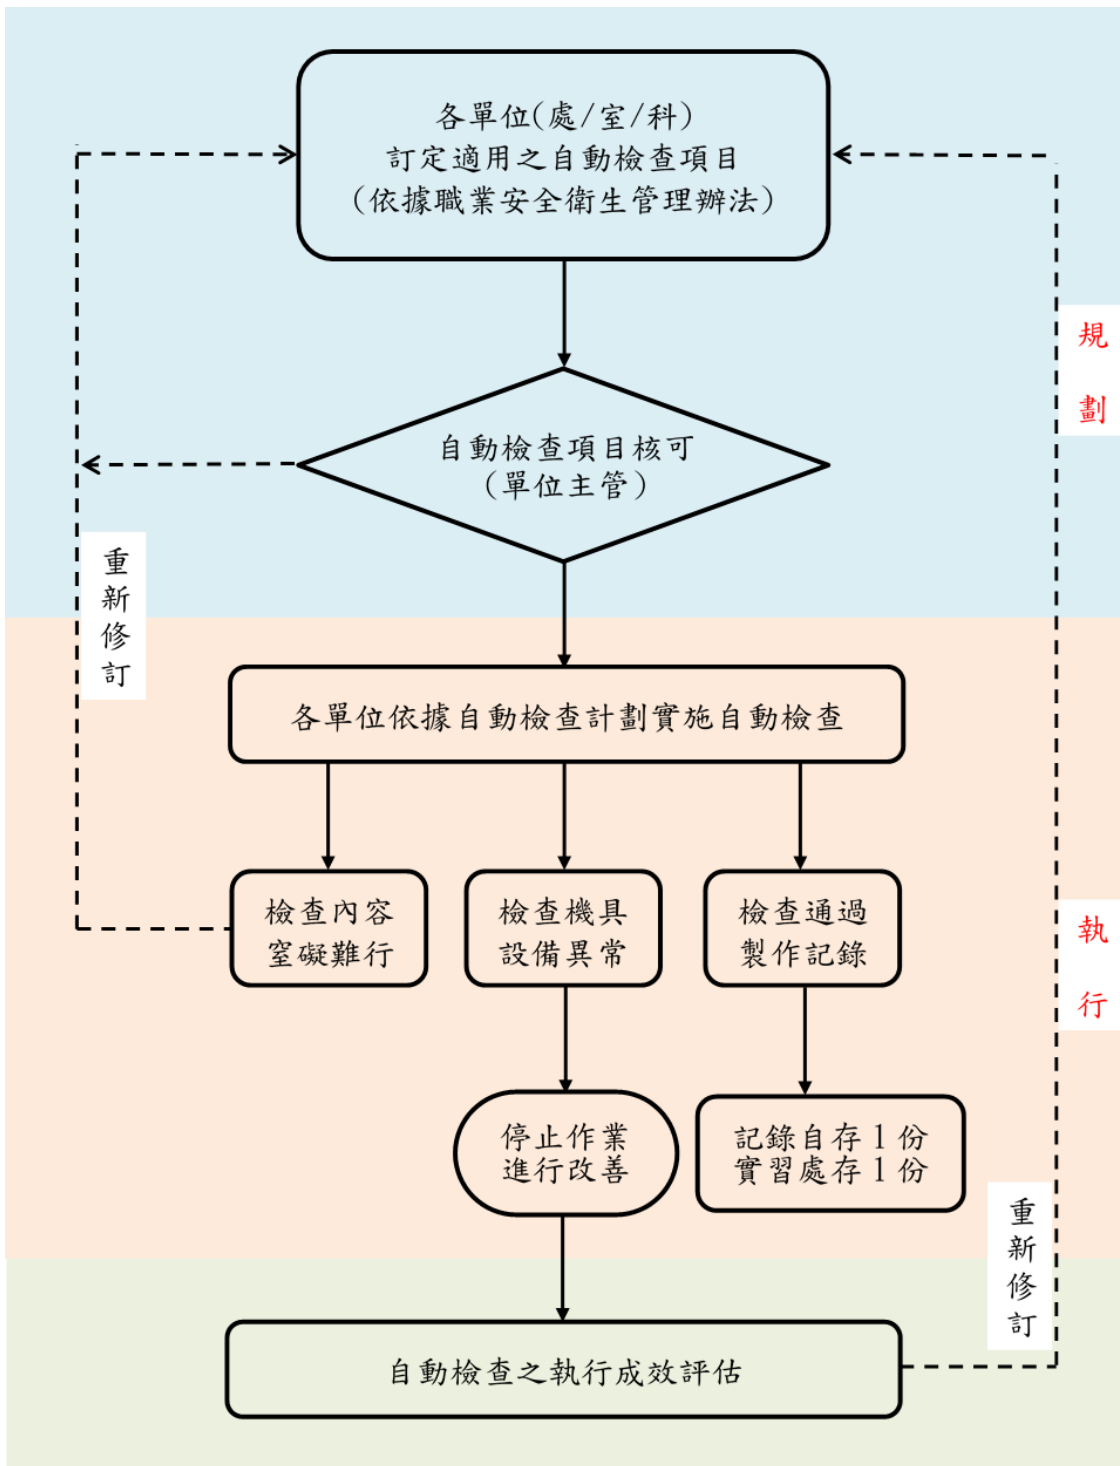 各單位(處/室/科)
訂定適用之自動檢查項目
(依據職業安全衛生管理辦法)
規
劃
自動檢查項目核可
(單位主管)
重
新
修
訂
各單位依據自動檢查計劃實施自動檢查
檢查內容
窒礙難行
檢查機具
設備異常
檢查通過
製作記錄
執
行
停止作業
進行改善
記錄自存1份
實習處存1份
重
新
修
訂
自動檢查之執行成效評估